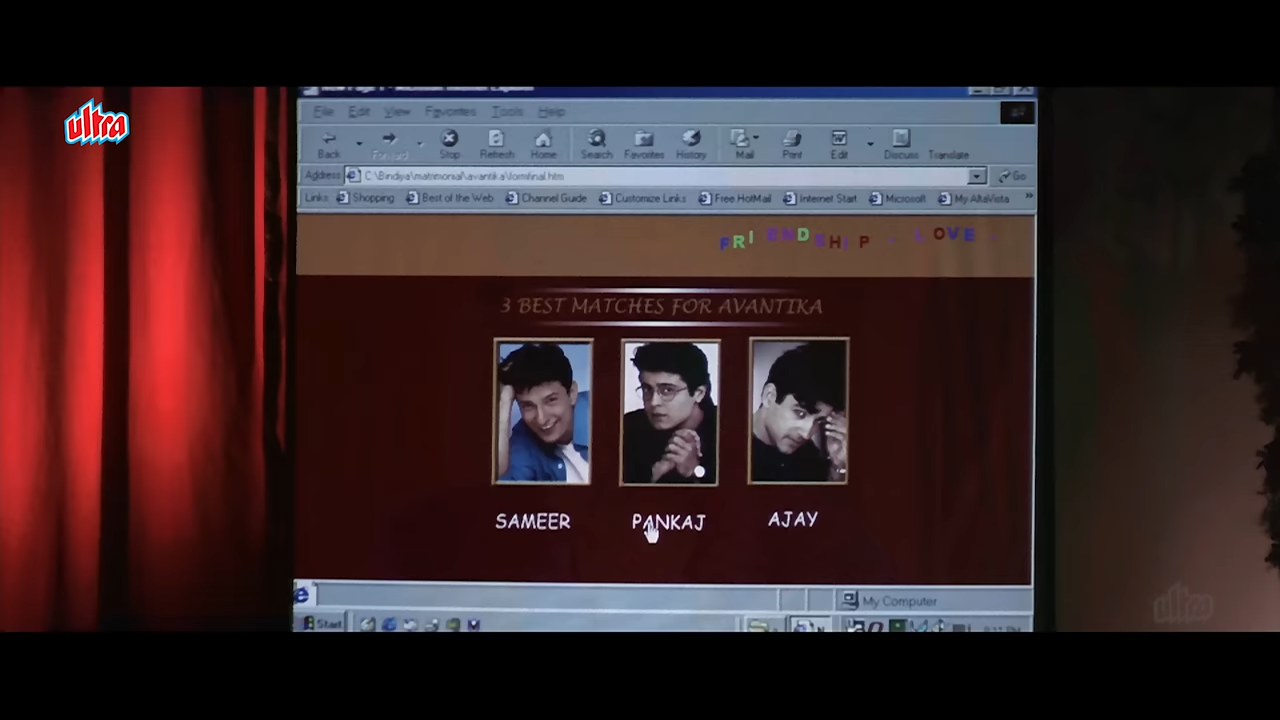 ultra
File Edit View Favorites Tools Help
Back Forward Stop Refresh Home Search Favorites History Mail Print Edit Discuss Translate
Address C:\Bindiya\matrimonial\avantika\formfinal.htm Go
Links Shopping Best of the Web Channel Guide Customize Links Free HotMail Internet Start Microsoft My AltaVista »
FRIENDSHIP - LOVE -
3 BEST MATCHES FOR AVANTIKA
SAMEER PANKAJ AJAY
My Computer
ultra
Start